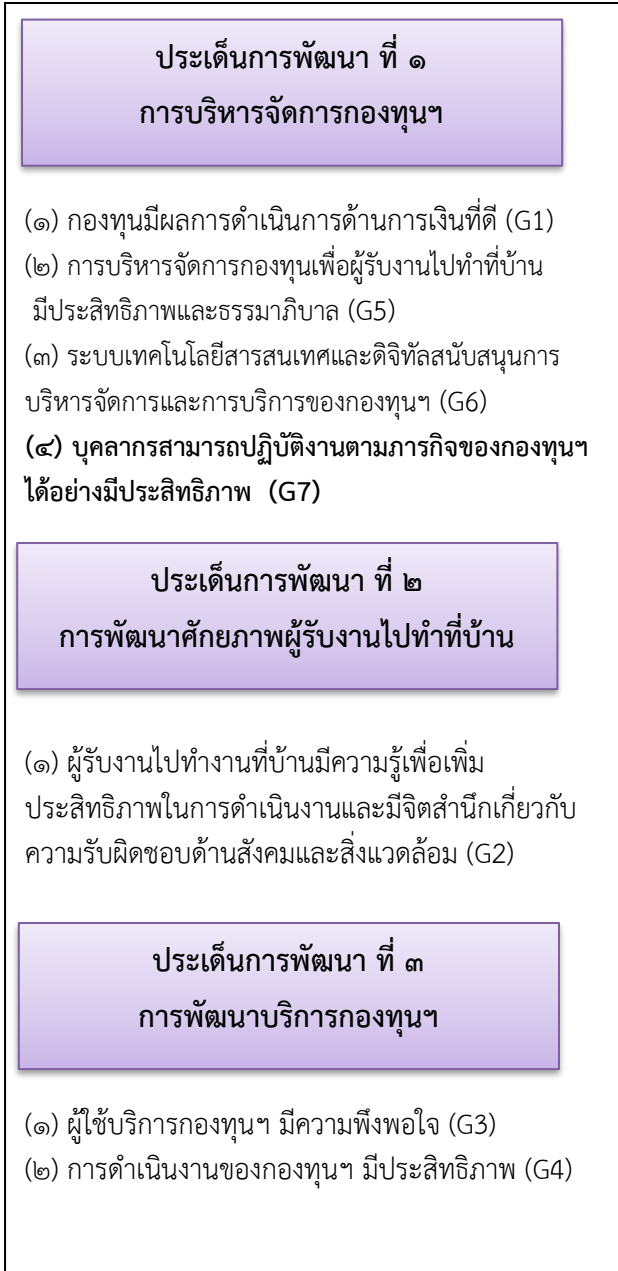 ประเด็นการพัฒนา ที่ ๑
การบริหารจัดการกองทุนฯ
(๑) กองทุนมีผลการดำเนินการด้านการเงินที่ดี (G1)
(๒) การบริหารจัดการกองทุนเพื่อผู้รับงานไปทำที่บ้าน
มีประสิทธิภาพและธรรมาภิบาล (G5)
(๓) ระบบเทคโนโลยีสารสนเทศและดิจิทัลสนับสนุนการ
บริหารจัดการและการบริการของกองทุนฯ (G6)
(๔) บุคลากรสามารถปฏิบัติงานตามภารกิจของกองทุนฯ
ได้อย่างมีประสิทธิภาพ (G7)
ประเด็นการพัฒนา ที่ ๒
การพัฒนาศักยภาพผู้รับงานไปทำที่บ้าน
(๑) ผู้รับงานไปทำงานที่บ้านมีความรู้เพื่อเพิ่ม
ประสิทธิภาพในการดำเนินงานและมีจิตสำนึกเกี่ยวกับ
ความรับผิดชอบด้านสังคมและสิ่งแวดล้อม (G2)
ประเด็นการพัฒนา ที่ ๓
การพัฒนาบริการกองทุนฯ
(๑) ผู้ใช้บริการกองทุนฯ มีความพึงพอใจ (G3)
(๒) การดำเนินงานของกองทุนฯ มีประสิทธิภาพ (G4)